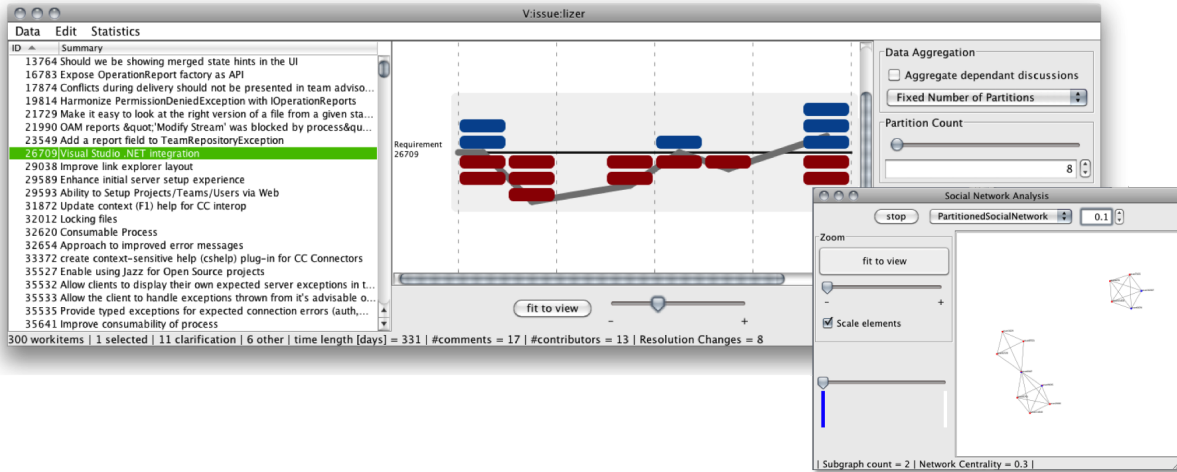 V:issue:lizer
Data Edit Statistics
ID Summary
13764 Should we be showing merged state hints in the UI
16783 Expose OperationReport factory as API
17874 Conflicts during delivery should not be presented in team adviso...
19814 Harmonize PermissionDeniedException with IOperationReports
21729 Make it easy to look at the right version of a file from a given sta...
21990 OAM reports &quot;'Modify Stream' was blocked by process&qu...
23549 Add a report field to TeamRepositoryException
26709 Visual Studio .NET integration
29038 Improve link explorer layout
29589 Enhance initial server setup experience
29593 Ability to Setup Projects/Teams/Users via Web
31872 Update context (F1) help for CC interop
32012 Locking files
32620 Consumable Process
32654 Approach to improved error messages
33372 create context-sensitive help (cshelp) plug-in for CC Connectors
35527 Enable using Jazz for Open Source projects
35532 Allow clients to display their own expected server exceptions in t...
35533 Allow the client to handle exceptions thrown from it's advisable o...
35535 Provide typed exceptions for expected connection errors (auth,...
35641 Improve consumability of process
Requirement
26709
fit to view
- +
Data Aggregation
Aggregate dependant discussions
Fixed Number of Partitions
Partition Count
8
300 workitems | 1 selected | 11 clarification | 6 other | time length [days] = 331 | #comments = 17 | #contributors = 13 | Resolution Changes = 8
Social Network Analysis
stop PartitionedSocialNetwork 0.1
Zoom
fit to view
- +
Scale elements
| Subgraph count = 2 | Network Centrality = 0.3 |